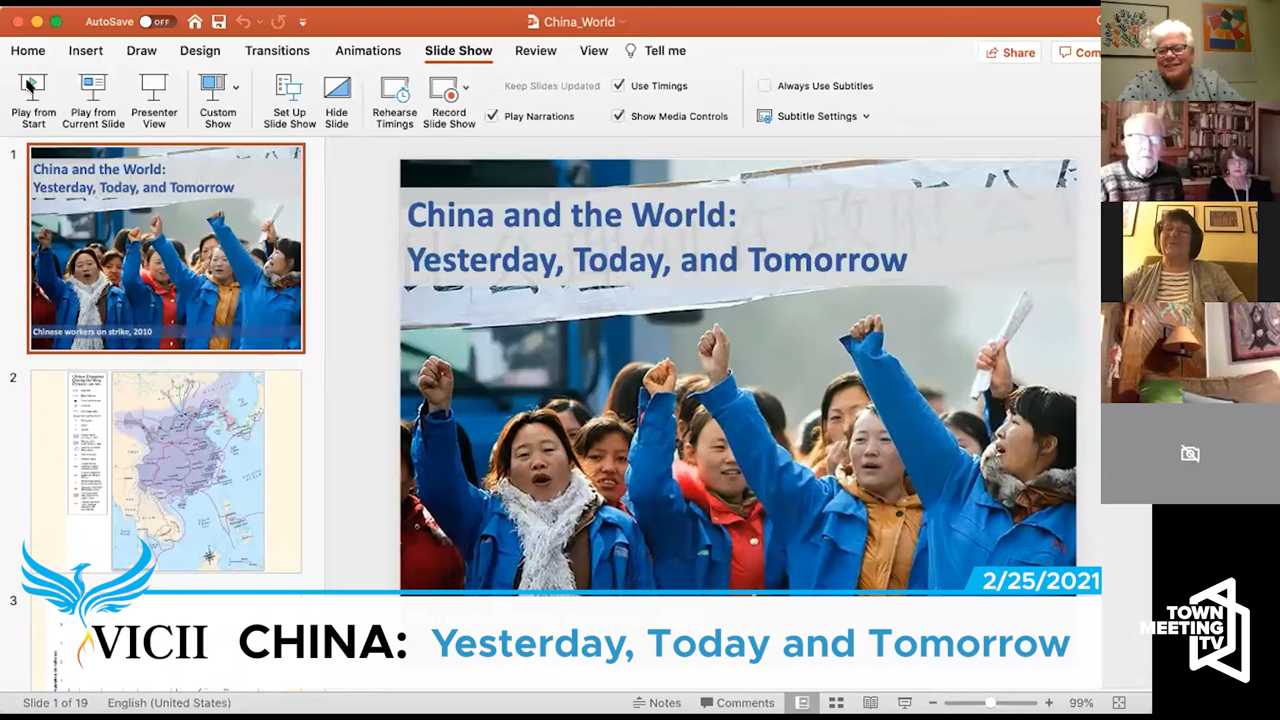 AutoSave
OFF
China_World
Home
Insert
Draw
Design
Transitions
Animations
Slide Show
Review
View
Tell me
Share
Play from
Start
Play from
Current Slide
Presenter
View
Custom
Show
Set Up
Slide Show
Hide
Slide
Rehearse
Timings
Record
Slide Show
Keep Slides Updated
Use Timings
Play Narrations
Show Media Controls
Always Use Subtitles
Subtitle Settings
1
China and the World:
Yesterday, Today, and Tomorrow
Chinese workers on strike, 2010
2
3
China and the World:
Yesterday, Today, and Tomorrow
2/25/2021
VICII
CHINA: Yesterday, Today and Tomorrow
TOWN
MEETING
TV
Slide 1 of 19
English (United States)
Notes
Comments
99%